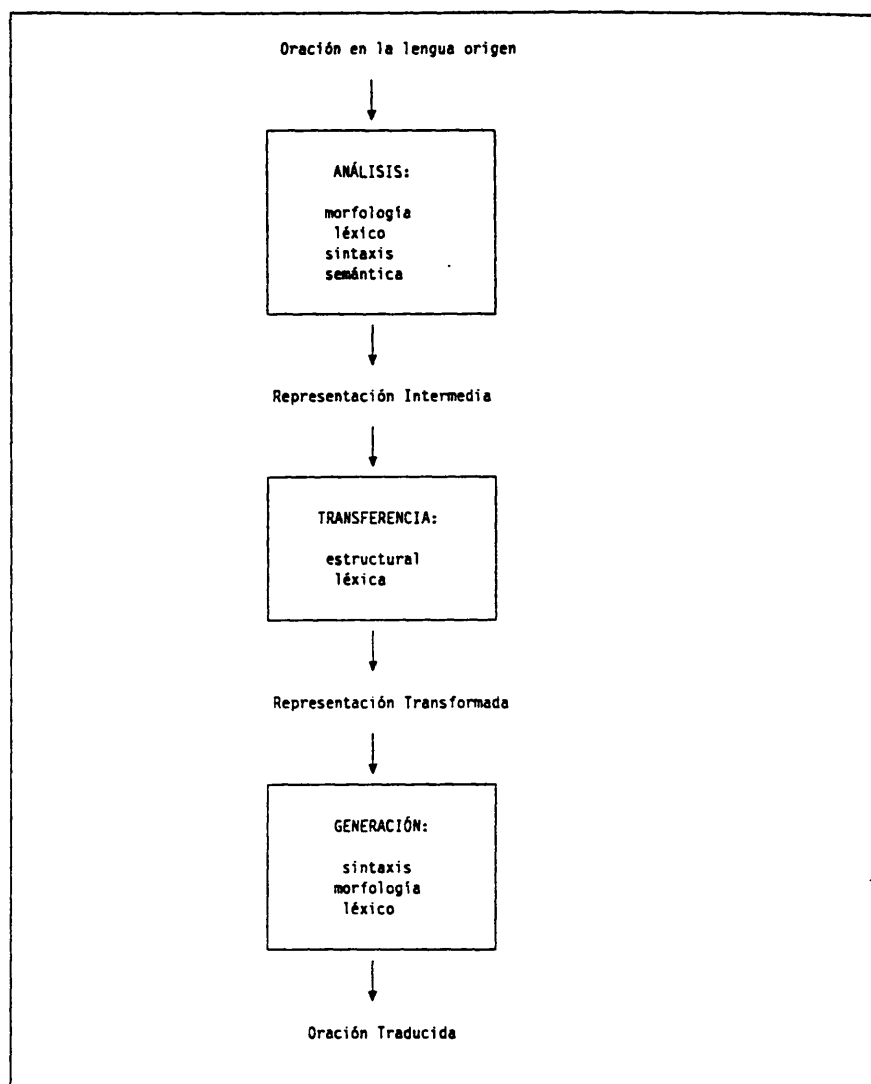 Oración en la lengua origen
ANÁLISIS:
morfología
léxico
sintaxis
semántica
Representación Intermedia
TRANSFERENCIA:
estructural
léxica
Representación Transformada
GENERACIÓN:
sintaxis
morfología
léxico
Oración Traducida